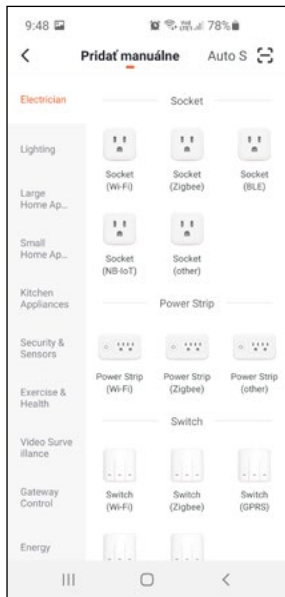 9:48
78%
Pridať manuálne Auto S
Electrician
Lighting
Large
Home Ap...
Small
Home Ap...
Kitchen
Appliances
Security &
Sensors
Exercise &
Health
Video Surve
illance
Gateway
Control
Energy
Socket
Socket
(Wi-Fi)
Socket
(Zigbee)
Socket
(BLE)
Socket
(NB-IoT)
Socket
(other)
Power Strip
Power Strip
(Wi-Fi)
Power Strip
(Zigbee)
Power Strip
(other)
Switch
Switch
(Wi-Fi)
Switch
(Zigbee)
Switch
(GPRS)